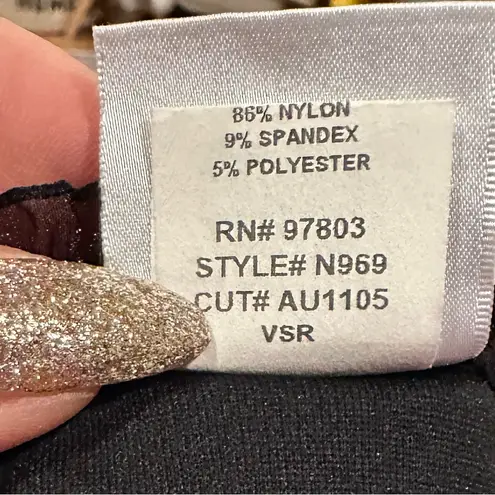 86% NYLON
9% SPANDEX
5% POLYESTER
RN# 97803
STYLE# N969
CUT# AU1105
VSR